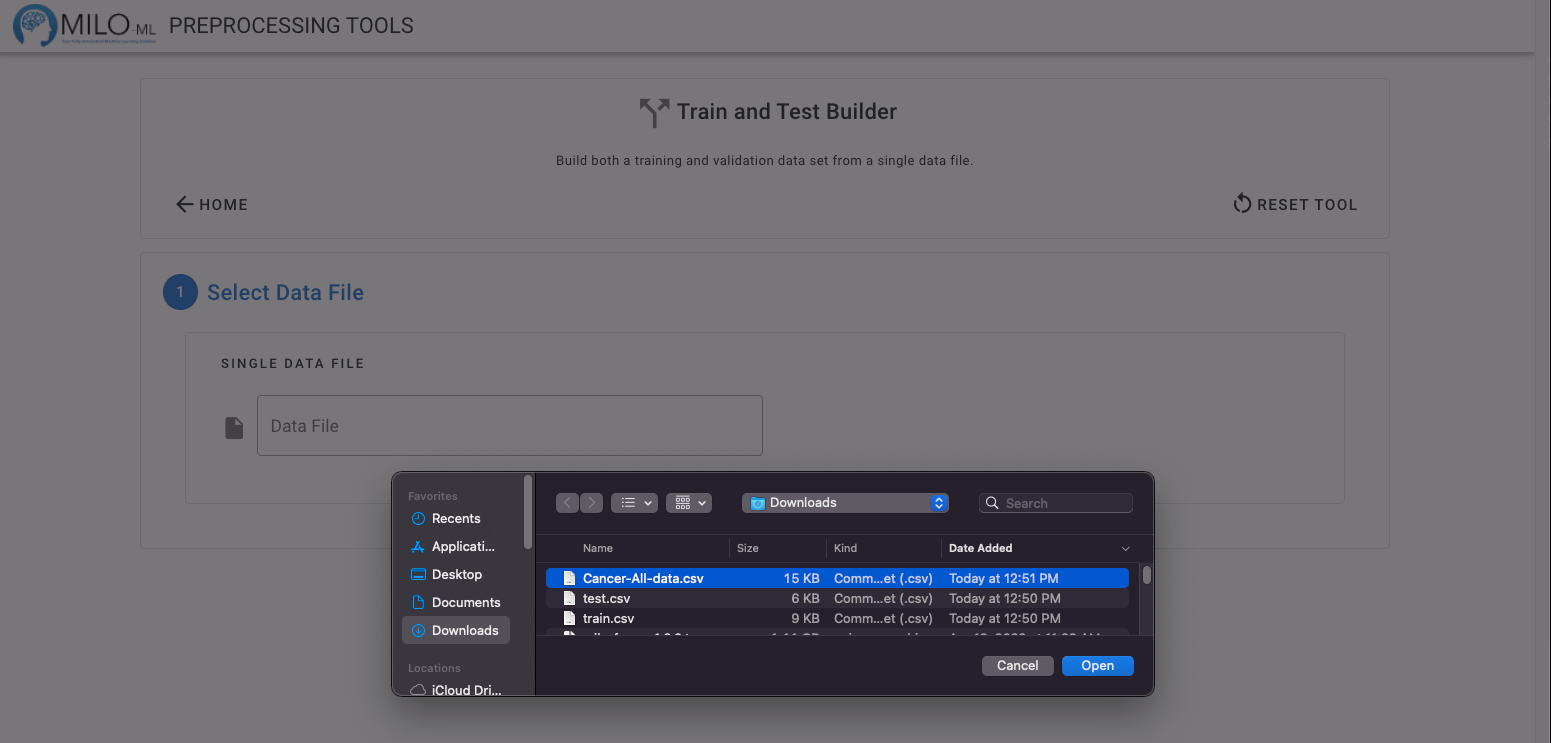 MILO-ML PREPROCESSING TOOLS
Train and Test Builder
Build both a training and validation data set from a single data file.
HOME
RESET TOOL
1 Select Data File
SINGLE DATA FILE
Data File
Favorites
Recents
Applicati...
Desktop
Documents
Downloads
Locations
iCloud Dri...
Downloads
Search
Name Size Kind Date Added
Cancer-All-data.csv 15 KB Comm...et (.csv) Today at 12:51 PM
test.csv 6 KB Comm...et (.csv) Today at 12:50 PM
train.csv 9 KB Comm...et (.csv) Today at 12:50 PM
Cancel Open